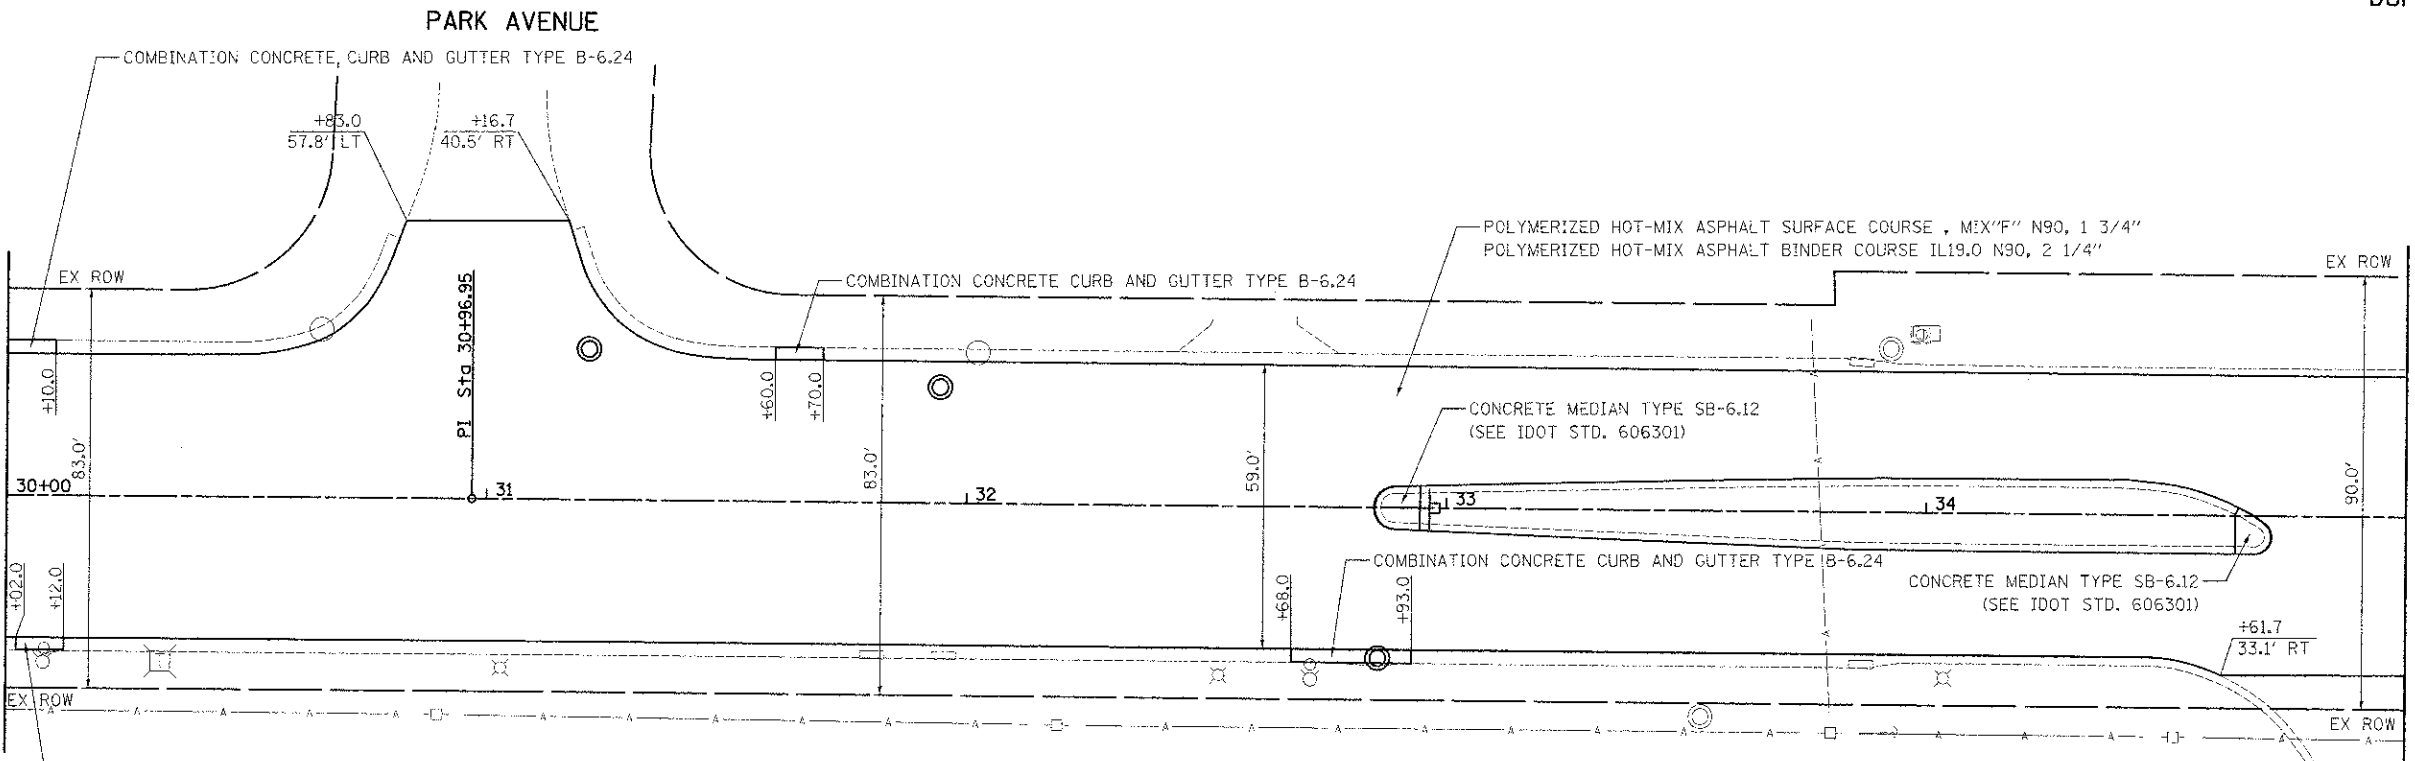 PARK AVENUE
COMBINATION CONCRETE CURB AND GUTTER TYPE B-6.24
+83.0
57.8' LT
+16.7
40.5' RT
POLYMERIZED HOT-MIX ASPHALT SURFACE COURSE , MIX"F" N90, 1 3/4"
POLYMERIZED HOT-MIX ASPHALT BINDER COURSE IL19.0 N90, 2 1/4"
EX ROW
EX ROW
COMBINATION CONCRETE CURB AND GUTTER TYPE B-6.24
PI Sta 30+96.95
+10.0
+60.0
+70.0
CONCRETE MEDIAN TYPE SB-6.12
(SEE IDOT STD. 606301)
83.0'
83.0'
59.0'
90.0'
30+00
31
32
33
34
+02.0
+12.0
+68.0
+93.0
COMBINATION CONCRETE CURB AND GUTTER TYPE B-6.24
CONCRETE MEDIAN TYPE SB-6.12
(SEE IDOT STD. 606301)
+61.7
33.1' RT
EX ROW
EX ROW